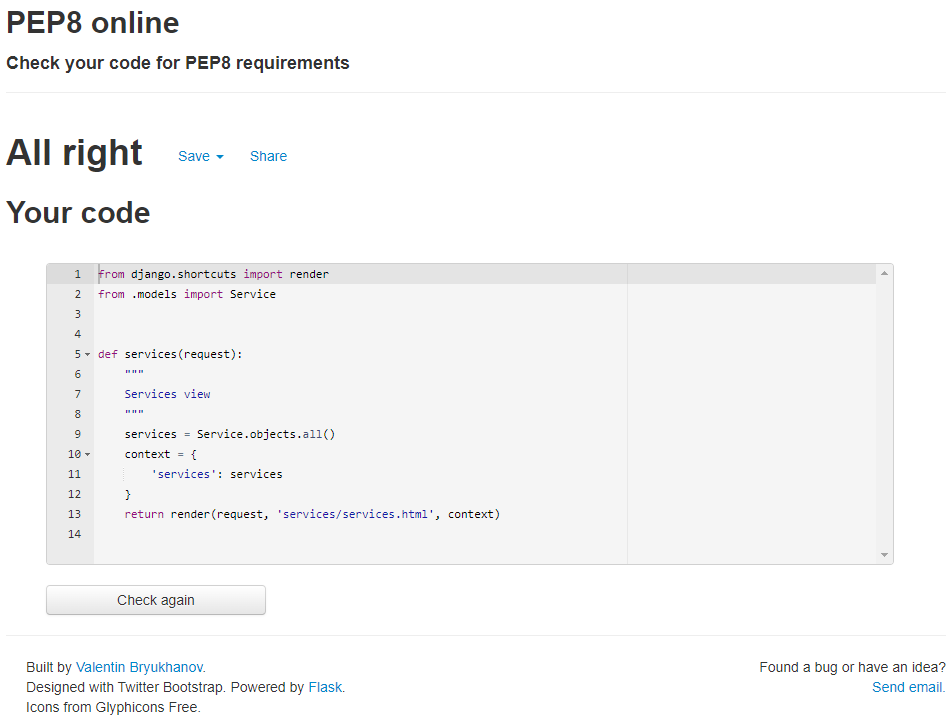 PEP8 online
Check your code for PEP8 requirements
All right
Save
Share
Your code
1 from django.shortcuts import render
2 from .models import Service
3
4
5 def services(request):
6     """
7     Services view
8     """
9     services = Service.objects.all()
10     context = {
11         'services': services
12     }
13     return render(request, 'services/services.html', context)
14
Check again
Built by Valentin Bryukhanov.
Designed with Twitter Bootstrap. Powered by Flask.
Icons from Glyphicons Free.
Found a bug or have an idea?
Send email.